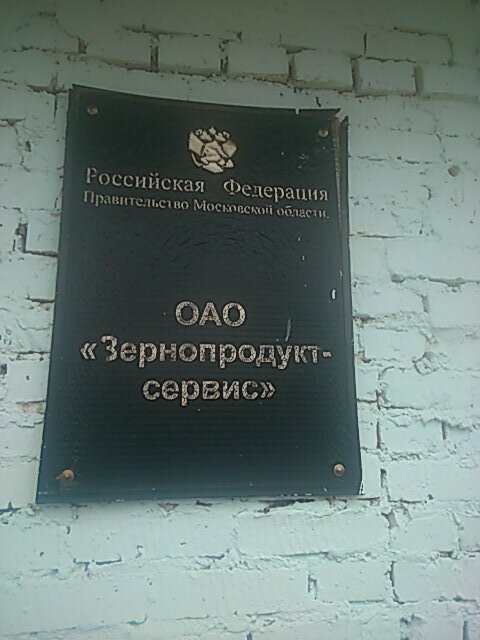 Российская Федерация
Правительство Московской области.
ОАО
«Зернопродукт-
сервис»